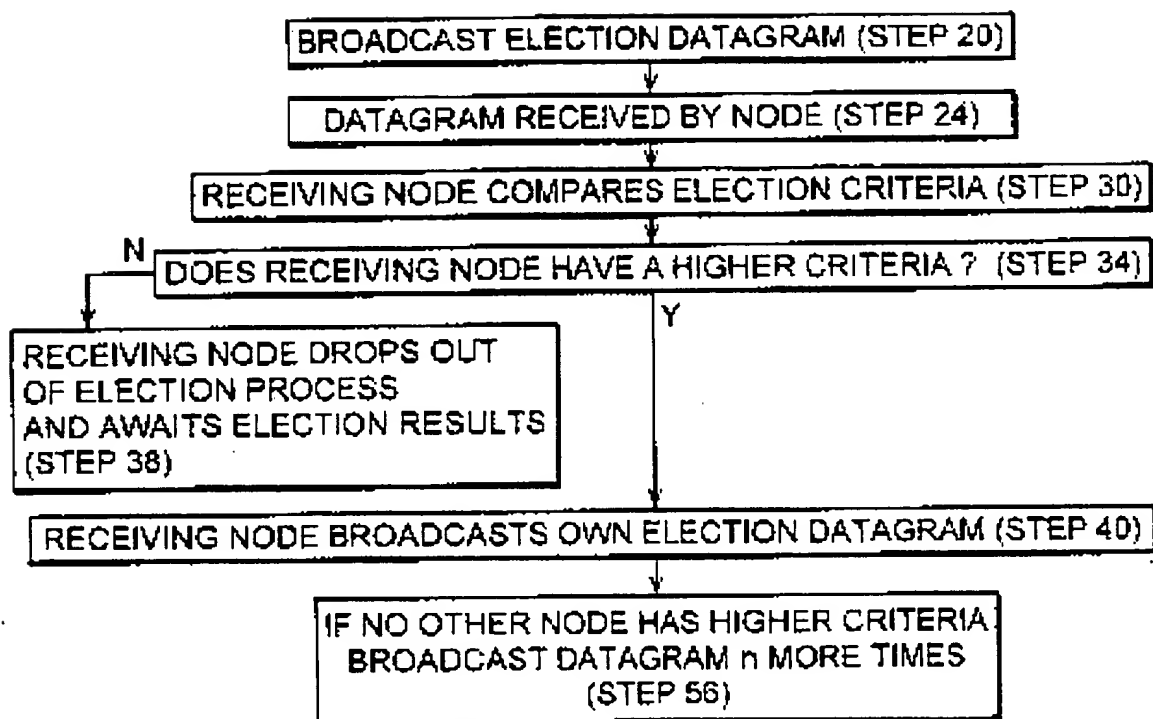 BROADCAST ELECTION DATAGRAM (STEP 20)
DATAGRAM RECEIVED BY NODE (STEP 24)
RECEIVING NODE COMPARES ELECTION CRITERIA (STEP 30)
N
DOES RECEIVING NODE HAVE A HIGHER CRITERIA ? (STEP 34)
Y
RECEIVING NODE DROPS OUT
OF ELECTION PROCESS
AND AWAITS ELECTION RESULTS
(STEP 38)
RECEIVING NODE BROADCASTS OWN ELECTION DATAGRAM (STEP 40)
IF NO OTHER NODE HAS HIGHER CRITERIA
BROADCAST DATAGRAM n MORE TIMES
(STEP 56)